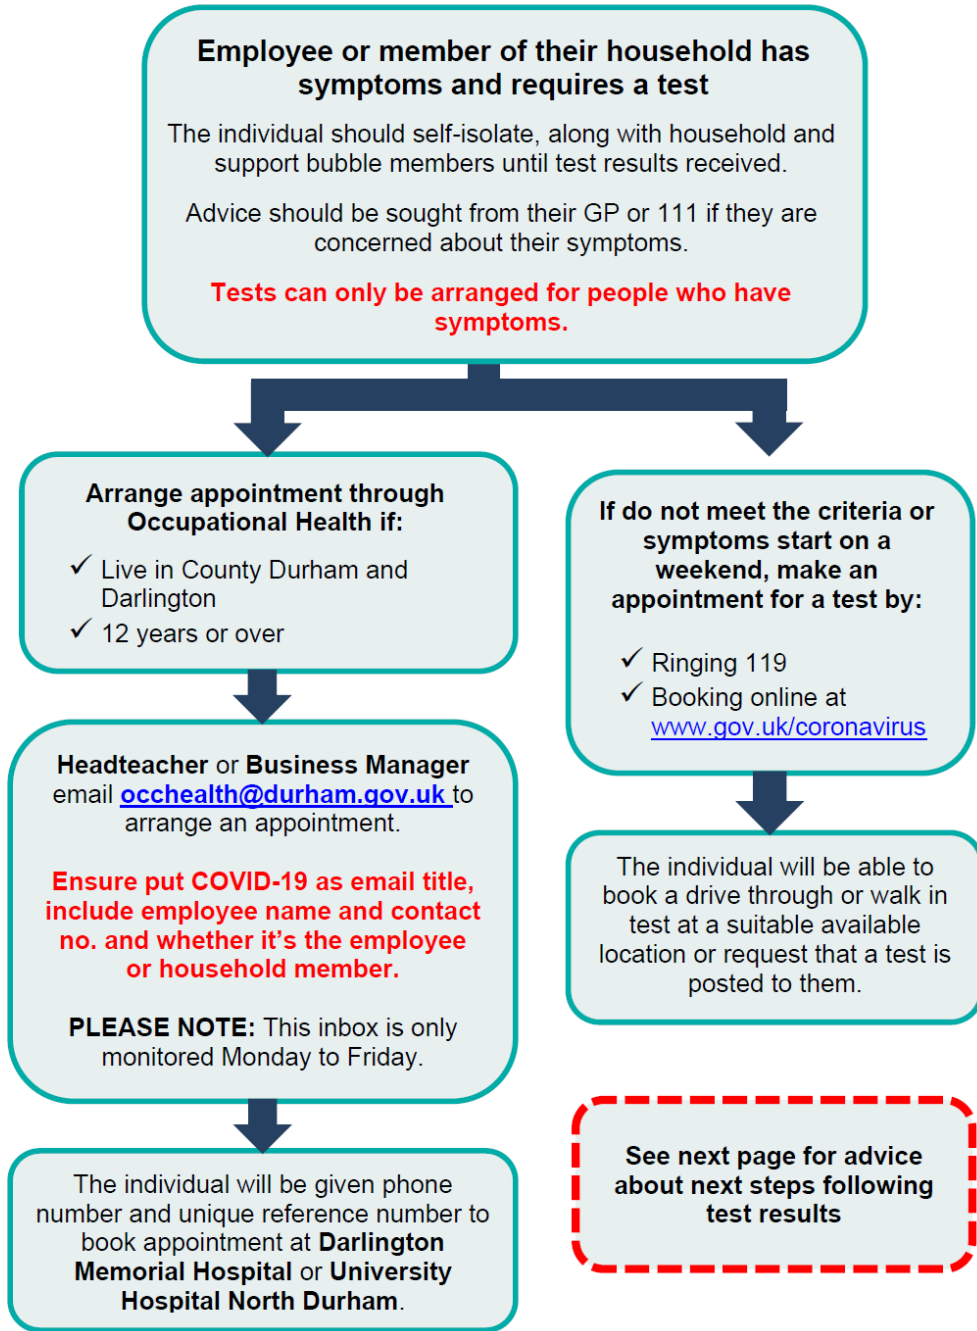 Employee or member of their household has
symptoms and requires a test
The individual should self-isolate, along with household and
support bubble members until test results received.
Advice should be sought from their GP or 111 if they are
concerned about their symptoms.
Tests can only be arranged for people who have
symptoms.
Arrange appointment through
Occupational Health if:
✓ Live in County Durham and
Darlington
✓ 12 years or over
Headteacher or Business Manager
email occhealth@durham.gov.uk to
arrange an appointment.
Ensure put COVID-19 as email title,
include employee name and contact
no. and whether it's the employee
or household member.
PLEASE NOTE: This inbox is only
monitored Monday to Friday.
The individual will be given phone
number and unique reference number to
book appointment at Darlington
Memorial Hospital or University
Hospital North Durham.
If do not meet the criteria or
symptoms start on a
weekend, make an
appointment for a test by:
✓ Ringing 119
✓ Booking online at
www.gov.uk/coronavirus
The individual will be able to
book a drive through or walk in
test at a suitable available
location or request that a test is
posted to them.
See next page for advice
about next steps following
test results